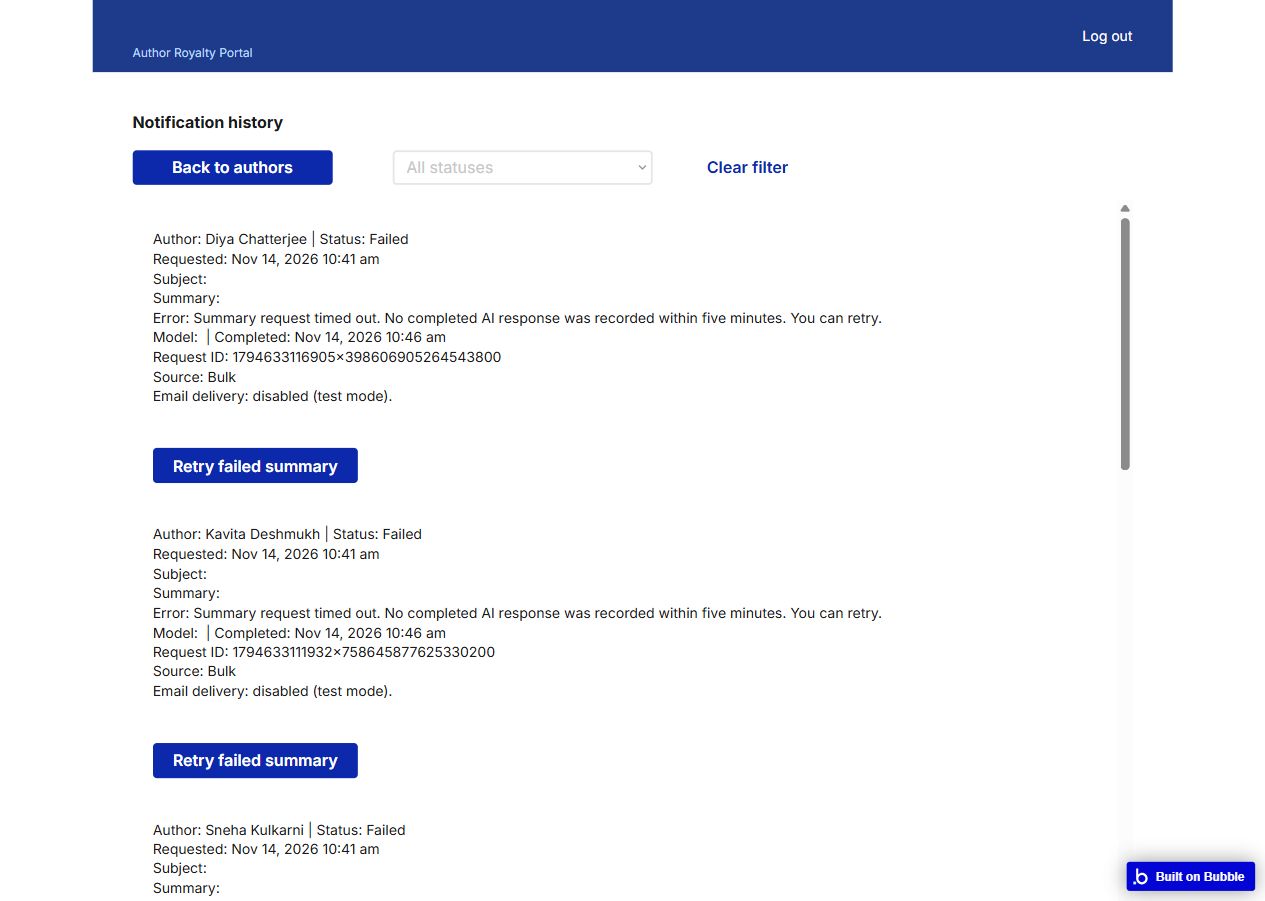 Log out
Author Royalty Portal
Notification history
Back to authors
All statuses
Clear filter
Author: Diya Chatterjee | Status: Failed
Requested: Nov 14, 2026 10:41 am
Subject:
Summary:
Error: Summary request timed out. No completed AI response was recorded within five minutes. You can retry.
Model:  | Completed: Nov 14, 2026 10:46 am
Request ID: 1794633116905×398606905264543800
Source: Bulk
Email delivery: disabled (test mode).
Retry failed summary
Author: Kavita Deshmukh | Status: Failed
Requested: Nov 14, 2026 10:41 am
Subject:
Summary:
Error: Summary request timed out. No completed AI response was recorded within five minutes. You can retry.
Model:  | Completed: Nov 14, 2026 10:46 am
Request ID: 1794633111932×758645877625330200
Source: Bulk
Email delivery: disabled (test mode).
Retry failed summary
Author: Sneha Kulkarni | Status: Failed
Requested: Nov 14, 2026 10:41 am
Subject:
Summary:
Built on Bubble